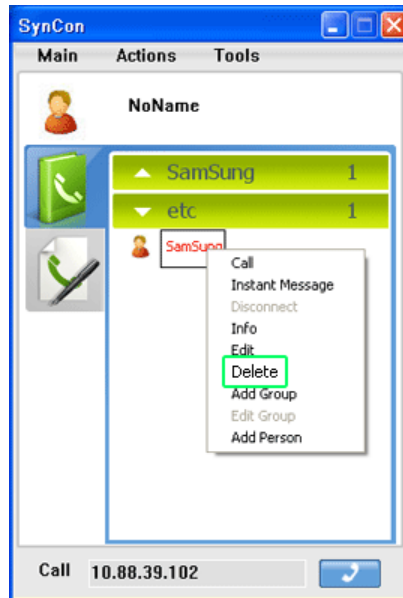 SynCon
Main Actions Tools
NoName
SamSung 1
etc 1
SamSung
Call
Instant Message
Disconnect
Info
Edit
Delete
Add Group
Edit Group
Add Person
Call 10.88.39.102